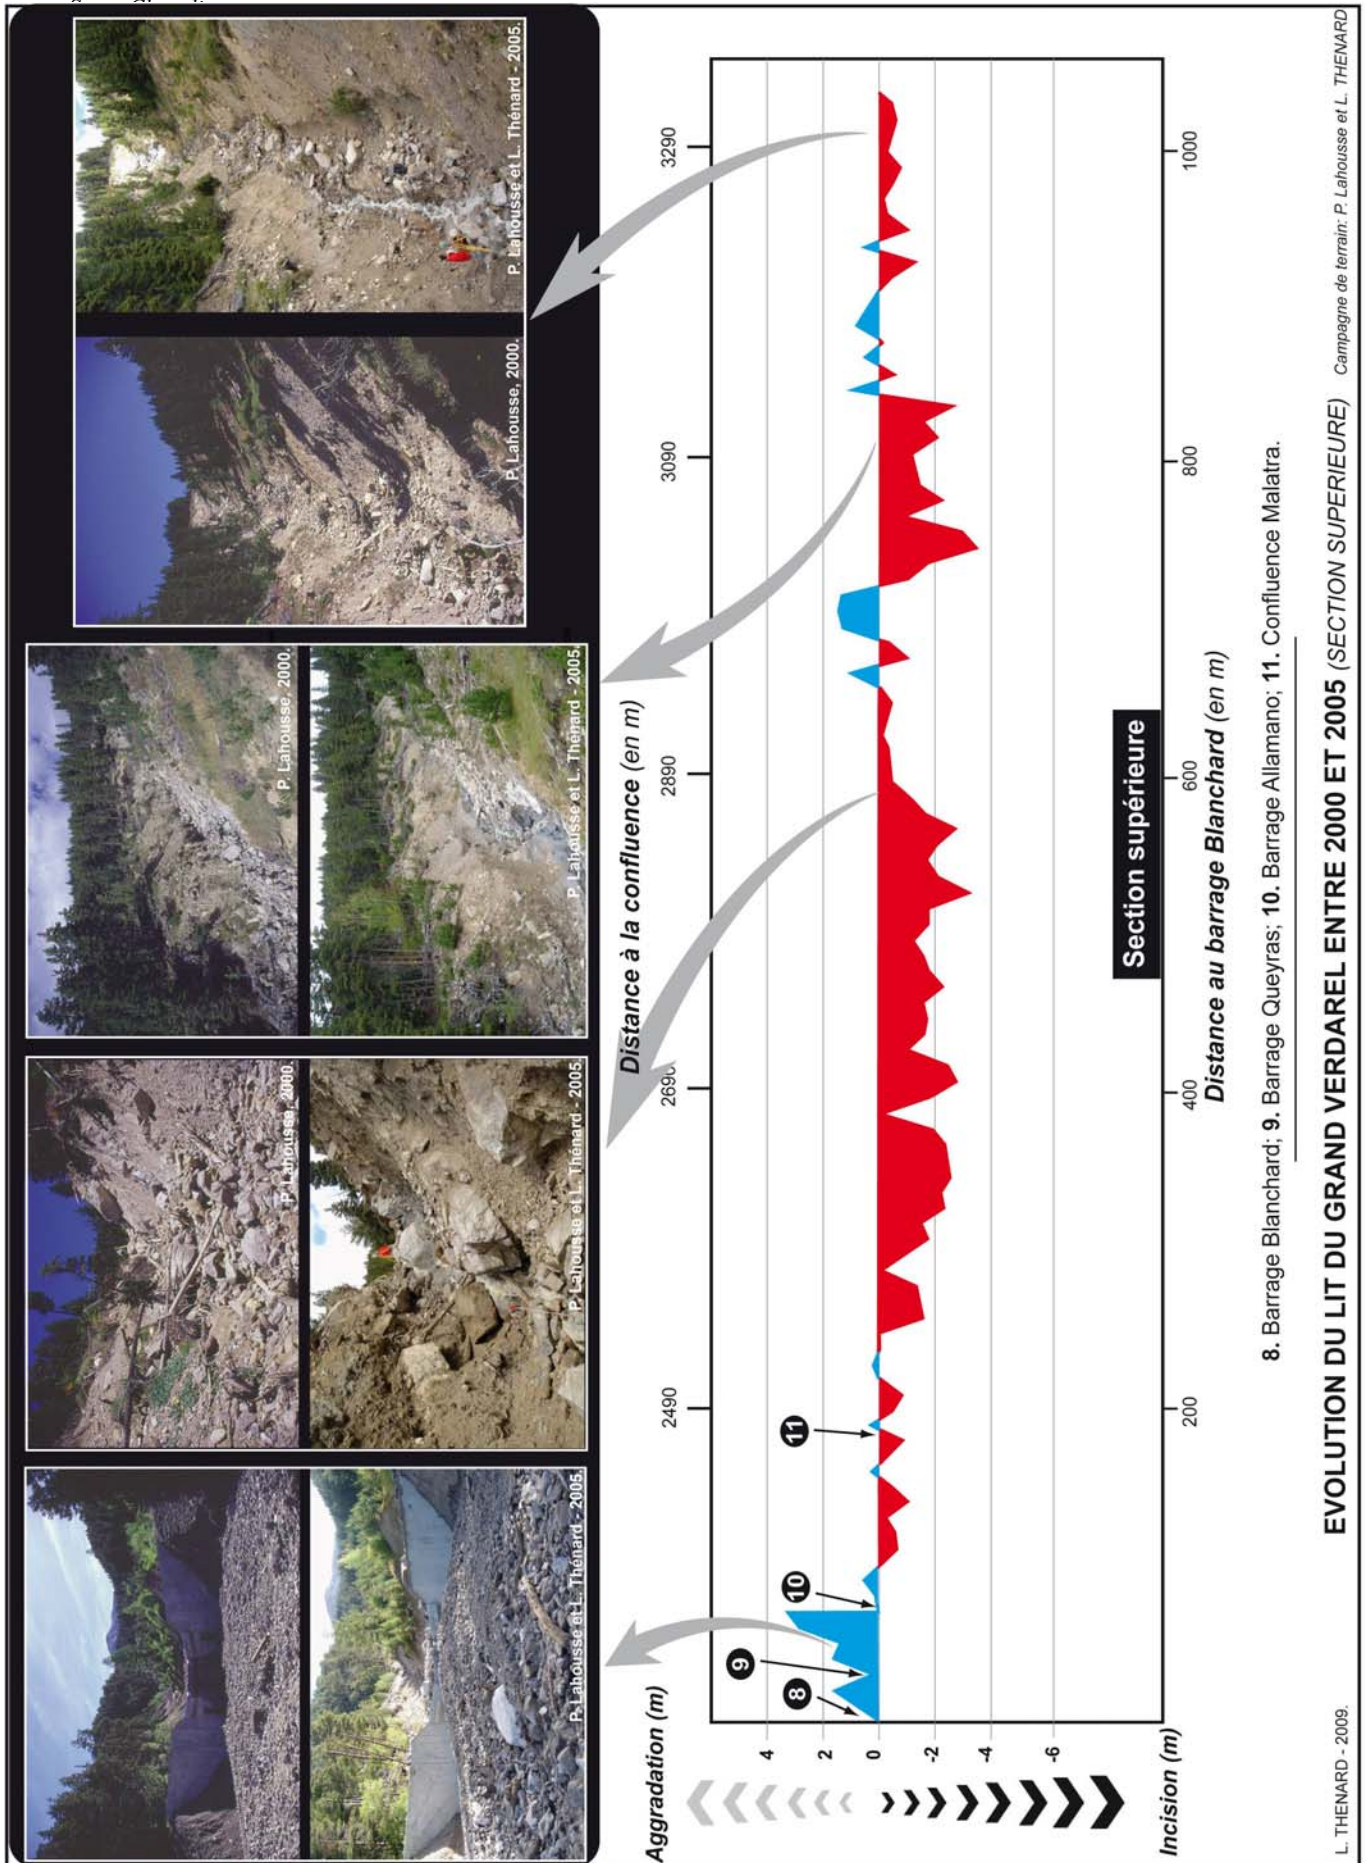 P. Lahousse et L. Thénard - 2005.
P. Lahousse, 2000.
P. Lahousse et L. Thénard - 2005.
P. Lahousse, 2000.
P. Lahousse et L. Thénard - 2005.
P. Lahousse, 2000.
P. Lahousse et L. Thénard - 2005.
Distance à la confluence (en m)
2490 2690 2890 3090 3290
Aggradation (m)
4
2
0
-2
-4
-6
Incision (m)
8 9 10 11
Section supérieure
200 400 600 800 1000
Distance au barrage Blanchard (en m)
8. Barrage Blanchard; 9. Barrage Queyras; 10. Barrage Allamano; 11. Confluence Malatra.
EVOLUTION DU LIT DU GRAND VERDAREL ENTRE 2000 ET 2005 (SECTION SUPERIEURE)
L. THENARD - 2009.
Campagne de terrain: P. Lahousse et L. THENARD